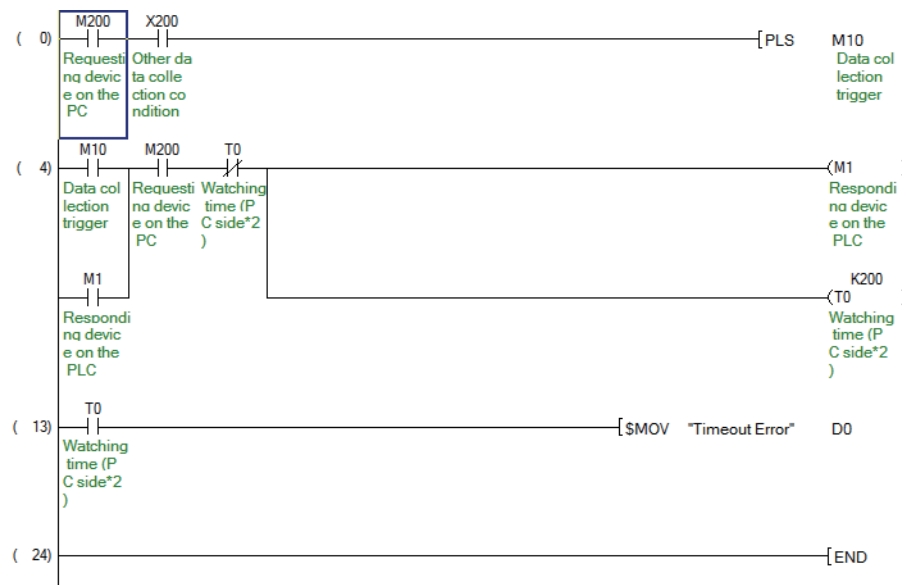 M200 X200
( 0) [PLS M10
Requesti Other da Data col
ng devic ta colle lection
e on the ction co trigger
PC ndition
M10 M200 T0
( 4) (M1
Data col Requesti Watching Respondi
lection ng devic time (P ng devic
trigger e on the C side*2 e on the
PC ) PLC
M1 K200
(T0
Respondi Watching
ng devic time (P
e on the C side*2
PLC )
T0
( 13) [$MOV "Timeout Error" D0
Watching
time (P
C side*2
)
( 24) [END